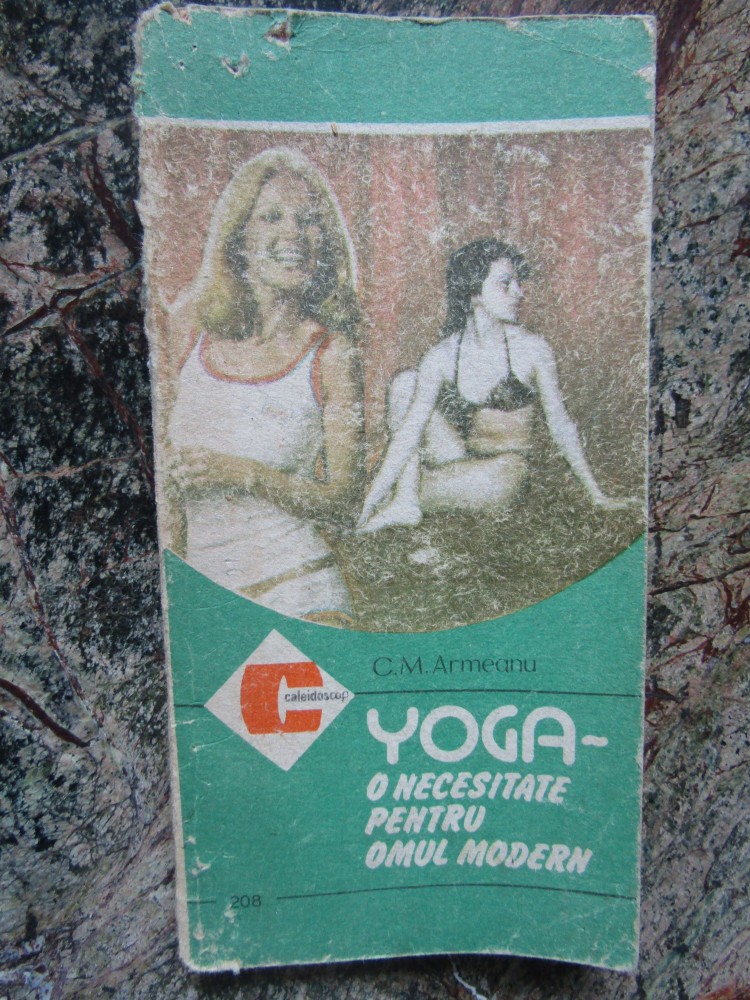 C.M. Armeanu
caleidoscop
YOGA-
O NECESITATE
PENTRU
OMUL MODERN
208